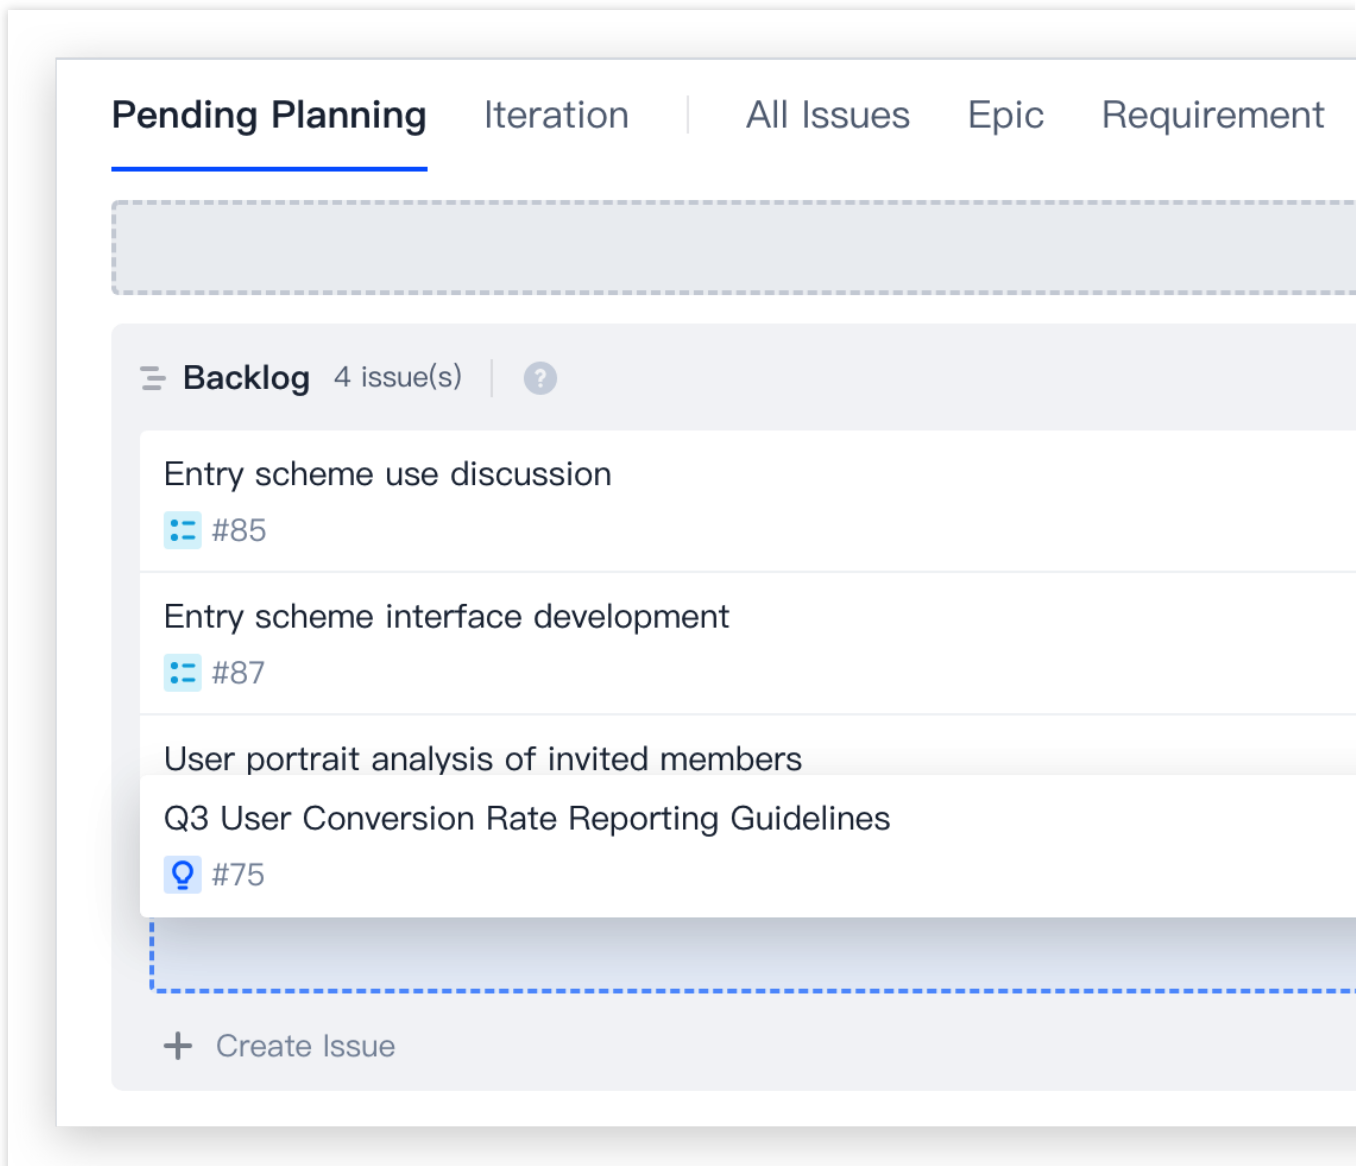 Pending Planning Iteration All Issues Epic Requirement
Backlog 4 issue(s) ?
Entry scheme use discussion
#85
Entry scheme interface development
#87
User portrait analysis of invited members
Q3 User Conversion Rate Reporting Guidelines
#75
+ Create Issue